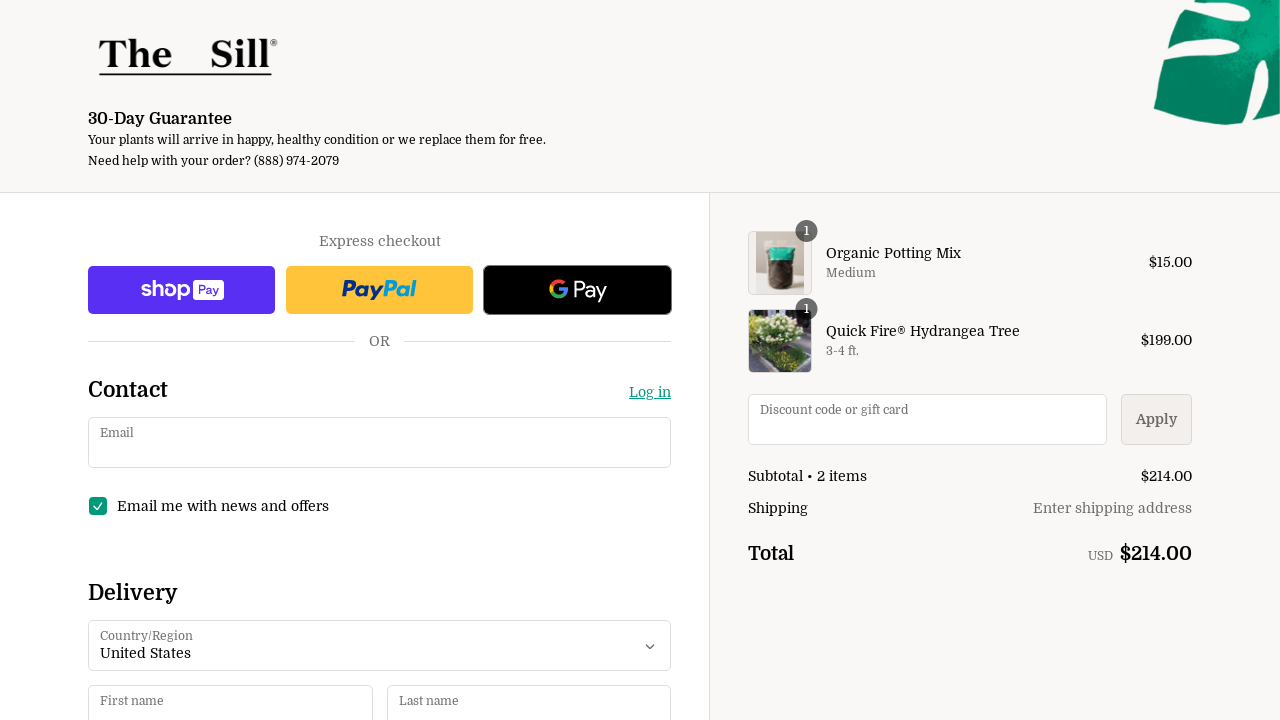 The Sill®
30-Day Guarantee
Your plants will arrive in happy, healthy condition or we replace them for free.
Need help with your order? (888) 974-2079
Express checkout
shop Pay
PayPal
G Pay
OR
Contact
Log in
Email
Email me with news and offers
Delivery
Country/Region
United States
First name
Last name
1
Organic Potting Mix
Medium
$15.00
1
Quick Fire® Hydrangea Tree
3-4 ft.
$199.00
Discount code or gift card
Apply
Subtotal • 2 items
$214.00
Shipping
Enter shipping address
Total
USD $214.00